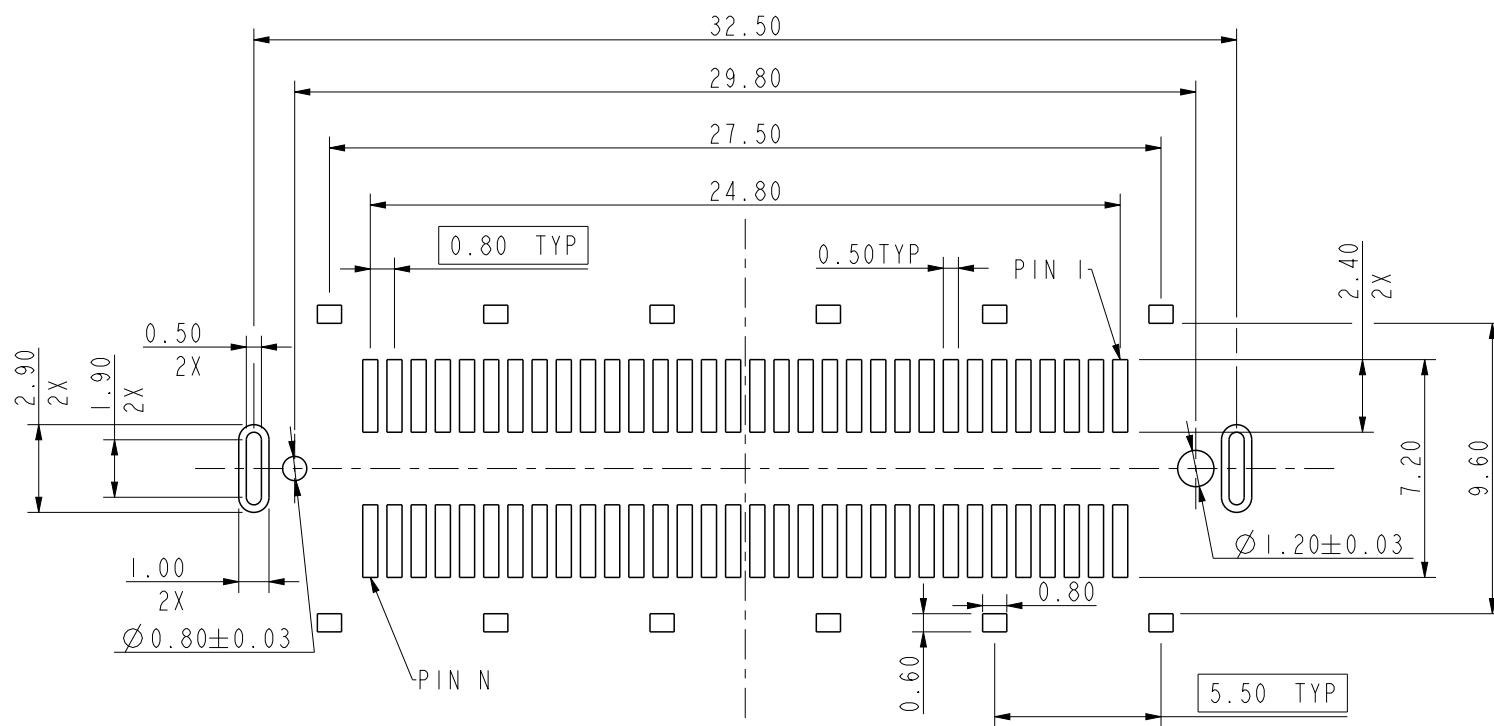 32.50
29.80
27.50
24.80
0.80 TYP
0.50TYP
PIN 1
2.40
2X
0.50
2X
2.90
2X
1.90
2X
7.20
9.60
1.00
2X
Ø1.20±0.03
0.80
Ø0.80±0.03
PIN N
0.60
5.50 TYP